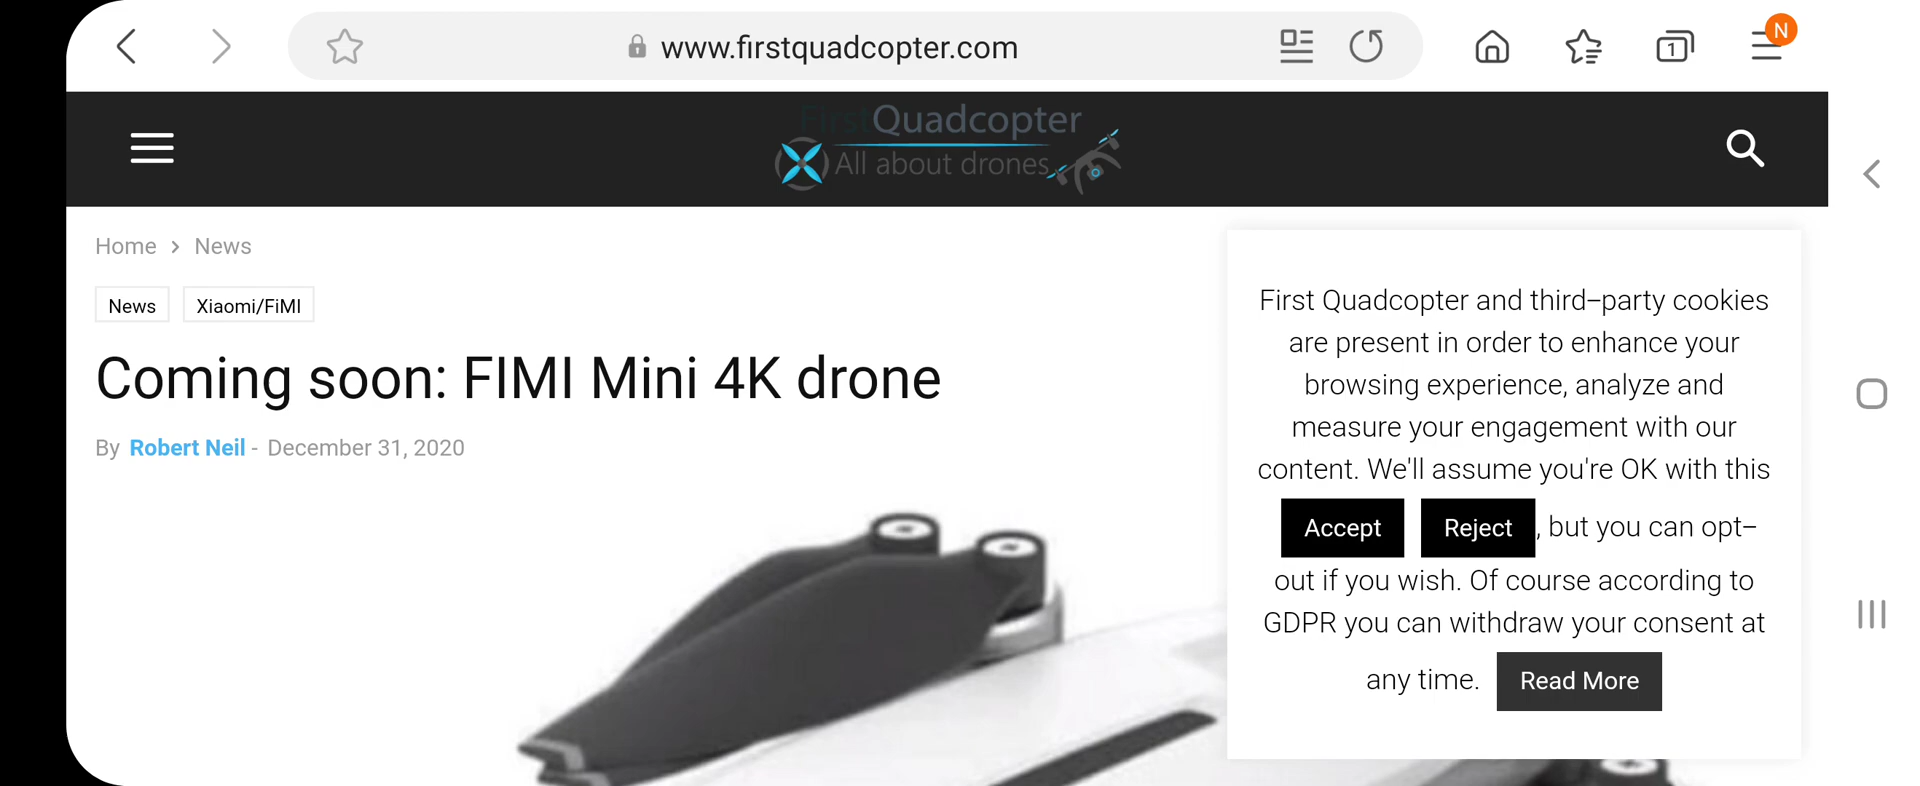 www.firstquadcopter.com
1
N
FirstQuadcopter
All about drones
Home > News
News Xiaomi/FiMI
Coming soon: FIMI Mini 4K drone
By Robert Neil - December 31, 2020
First Quadcopter and third–party cookies
are present in order to enhance your
browsing experience, analyze and
measure your engagement with our
content. We'll assume you're OK with this
Accept Reject , but you can opt–
out if you wish. Of course according to
GDPR you can withdraw your consent at
any time. Read More